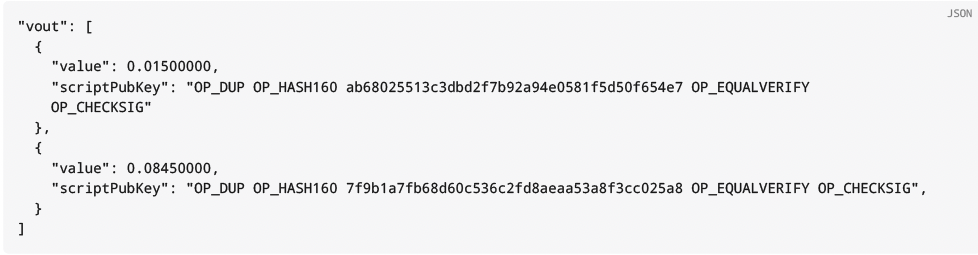 JSON
"vout": [
{
"value": 0.01500000,
"scriptPubKey": "OP_DUP OP_HASH160 ab68025513c3dbd2f7b92a94e0581f5d50f654e7 OP_EQUALVERIFY
OP_CHECKSIG"
},
{
"value": 0.08450000,
"scriptPubKey": "OP_DUP OP_HASH160 7f9b1a7fb68d60c536c2fd8aeaa53a8f3cc025a8 OP_EQUALVERIFY OP_CHECKSIG",
}
]